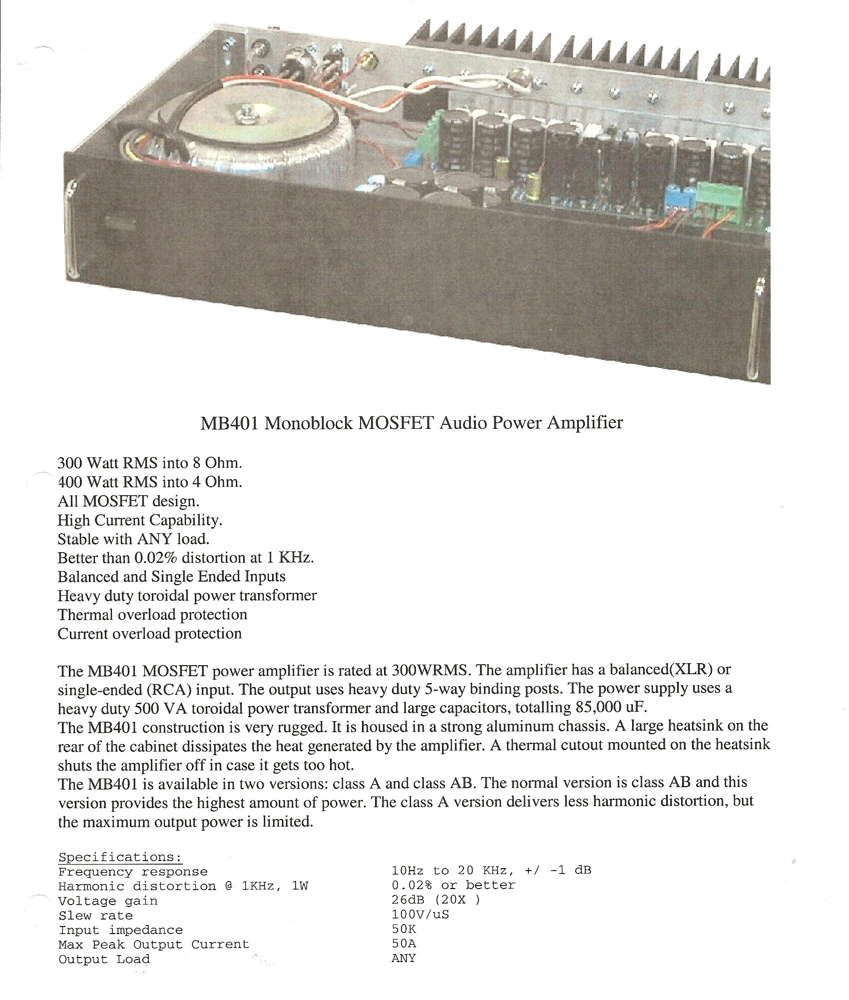 MB401 Monoblock MOSFET Audio Power Amplifier
300 Watt RMS into 8 Ohm.
400 Watt RMS into 4 Ohm.
All MOSFET design.
High Current Capability.
Stable with ANY load.
Better than 0.02% distortion at 1 KHz.
Balanced and Single Ended Inputs
Heavy duty toroidal power transformer
Thermal overload protection
Current overload protection
The MB401 MOSFET power amplifier is rated at 300WRMS. The amplifier has a balanced(XLR) or
single-ended (RCA) input. The output uses heavy duty 5-way binding posts. The power supply uses a
heavy duty 500 VA toroidal power transformer and large capacitors, totalling 85,000 uF.
The MB401 construction is very rugged. It is housed in a strong aluminum chassis. A large heatsink on the
rear of the cabinet dissipates the heat generated by the amplifier. A thermal cutout mounted on the heatsink
shuts the amplifier off in case it gets too hot.
The MB401 is available in two versions: class A and class AB. The normal version is class AB and this
version provides the highest amount of power. The class A version delivers less harmonic distortion, but
the maximum output power is limited.
Specifications:
Frequency response 10Hz to 20 KHz, +/ -1 dB
Harmonic distortion @ 1KHz, 1W 0.02% or better
Voltage gain 26dB (20X )
Slew rate 100V/uS
Input impedance 50K
Max Peak Output Current 50A
Output Load ANY